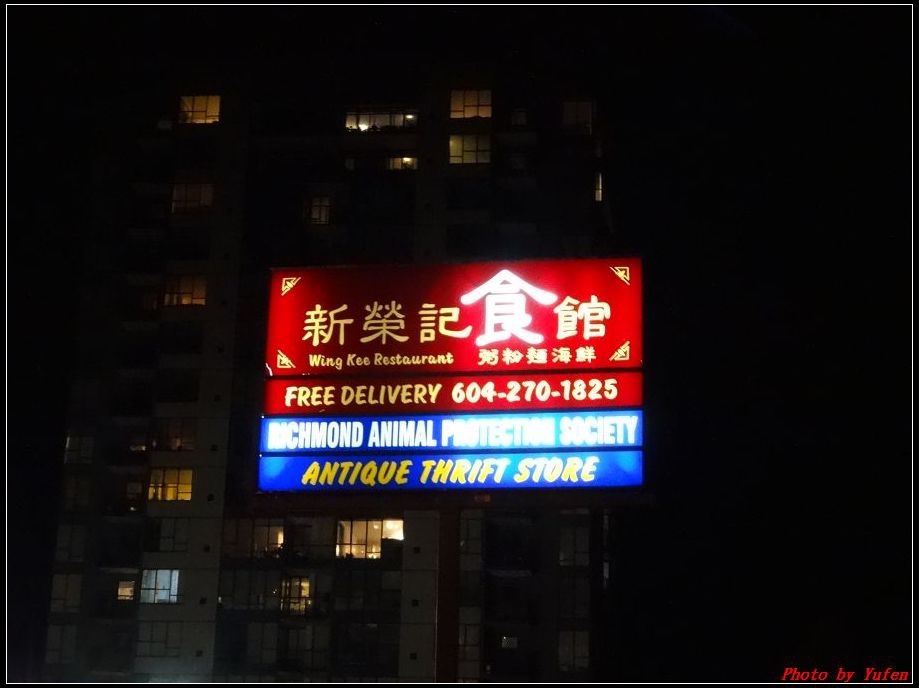 新榮記食館
Wing Kee Restaurant 粥粉麵海鮮
FREE DELIVERY 604-270-1825
RICHMOND ANIMAL PROTECTION SOCIETY
ANTIQUE THRIFT STORE
Photo by Yufen